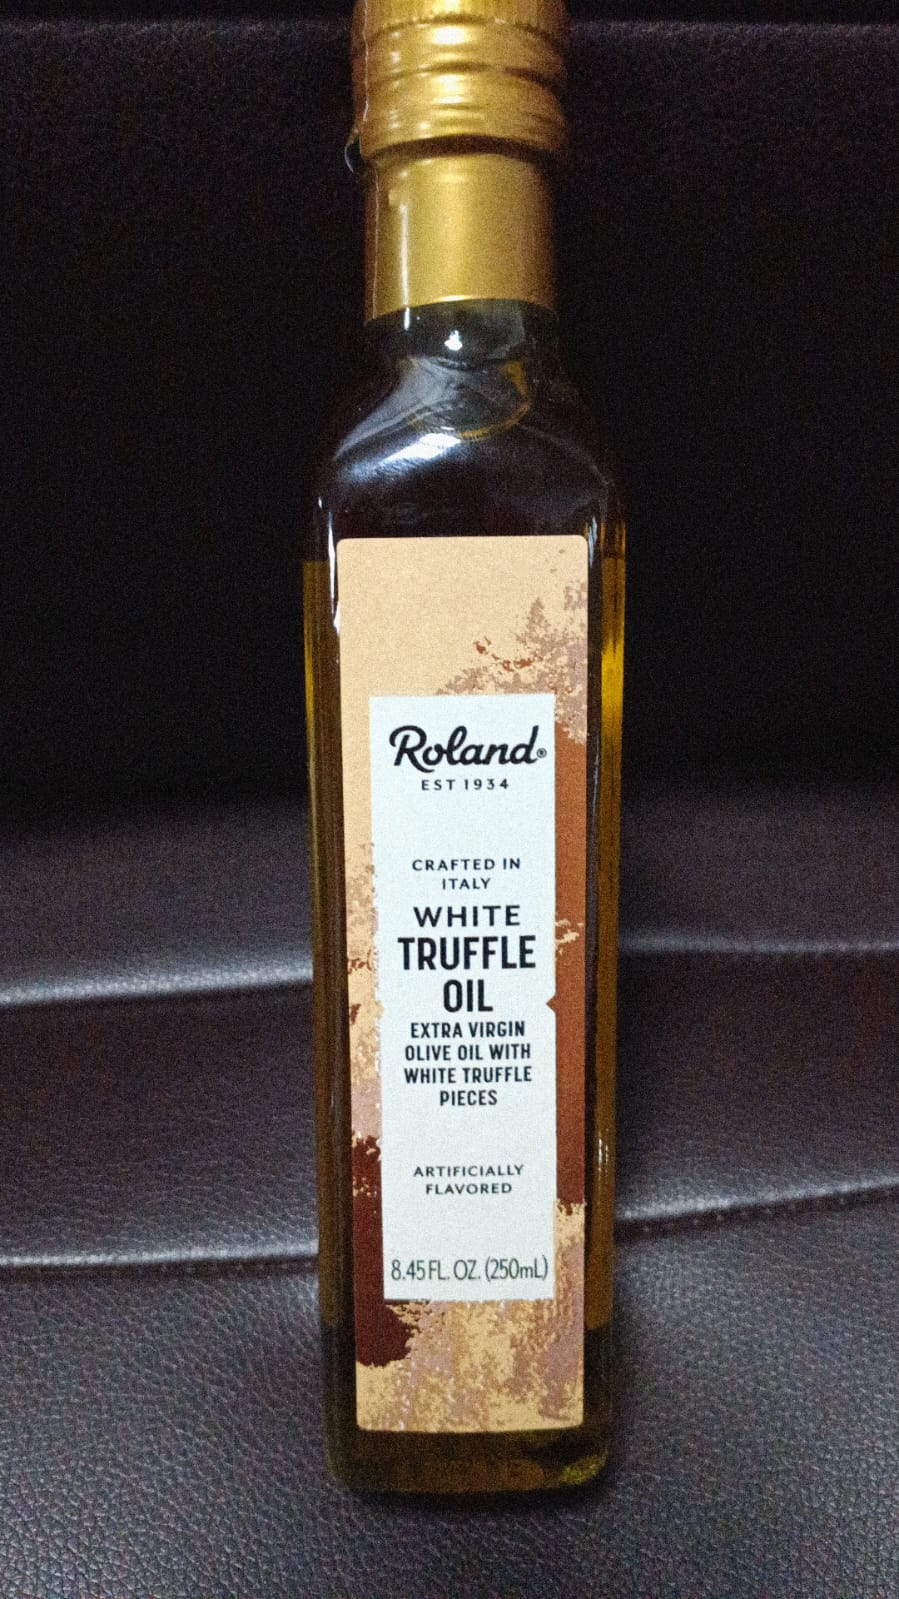 Roland®
EST 1934
CRAFTED IN
ITALY
WHITE
TRUFFLE
OIL
EXTRA VIRGIN
OLIVE OIL WITH
WHITE TRUFFLE
PIECES
ARTIFICIALLY
FLAVORED
8.45 FL. OZ. (250mL)